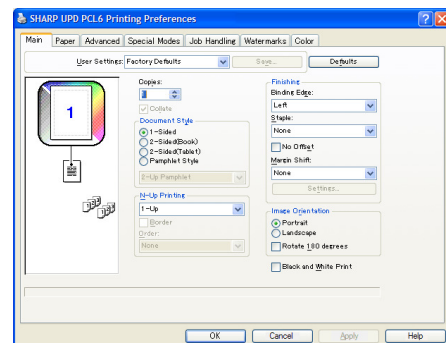 SHARP UPD PCL6 Printing Preferences
Main Paper Advanced Special Modes Job Handling Watermarks Color
User Settings: Factory Defaults Save... Defaults
Copies:
Collate
Document Style
1-Sided
2-Sided(Book)
2-Sided(Tablet)
Pamphlet Style
2-Up Pamphlet
N-Up Printing
1-Up
Border
Order:
None
Finishing
Binding Edge:
Left
Staple:
None
No Offset
Margin Shift:
None
Settings...
Image Orientation
Portrait
Landscape
Rotate 180 degrees
Black and White Print
1
OK Cancel Apply Help